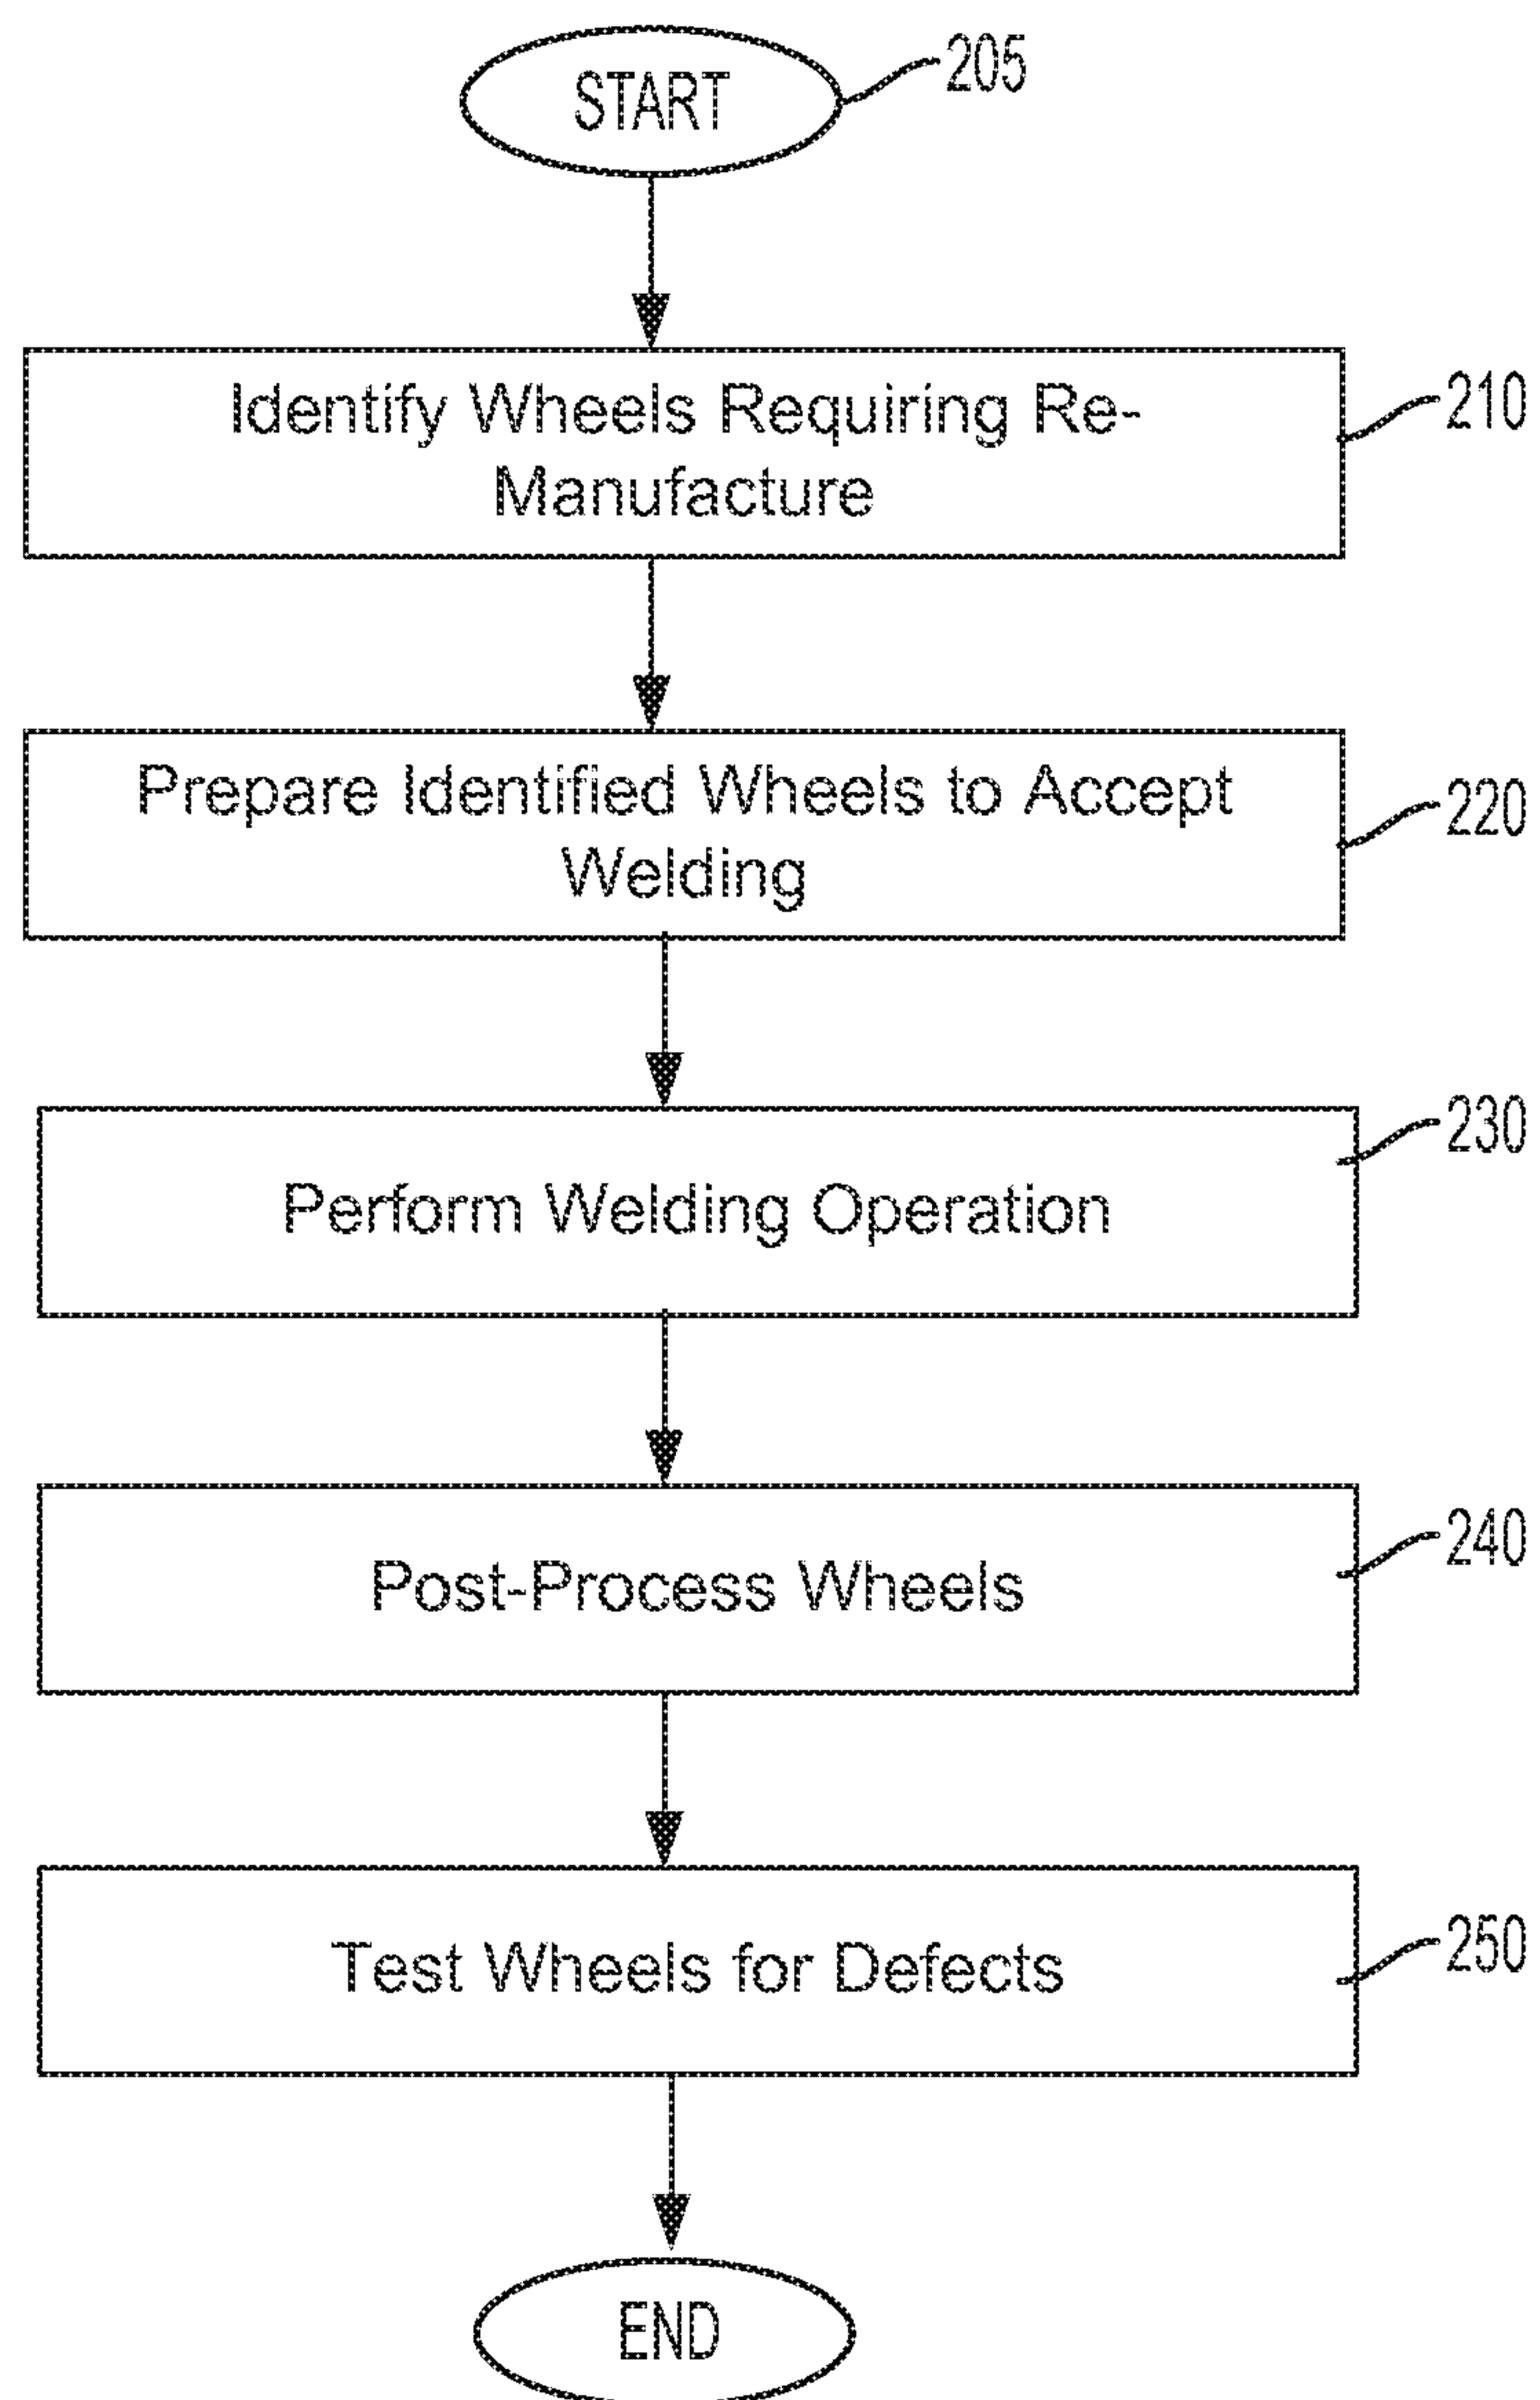 START
205
Identify Wheels Requiring Re-
Manufacture
210
Prepare Identified Wheels to Accept
Welding
220
230
Perform Welding Operation
240
Post-Process Wheels
250
Test Wheels for Defects
END